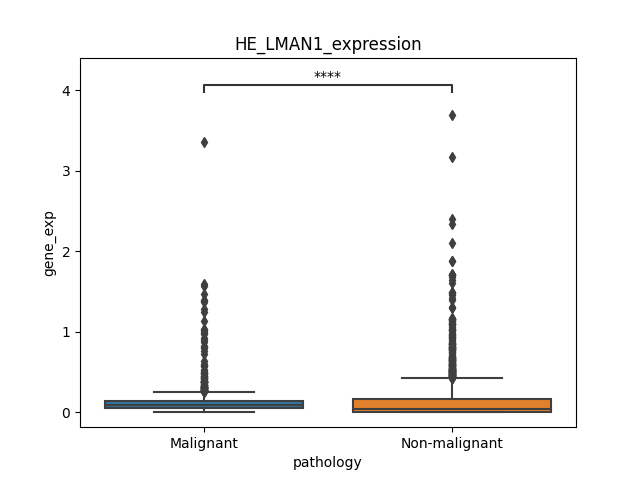 HE_LMAN1_expression
****
4
3
2
1
0
gene_exp
Malignant
Non-malignant
pathology